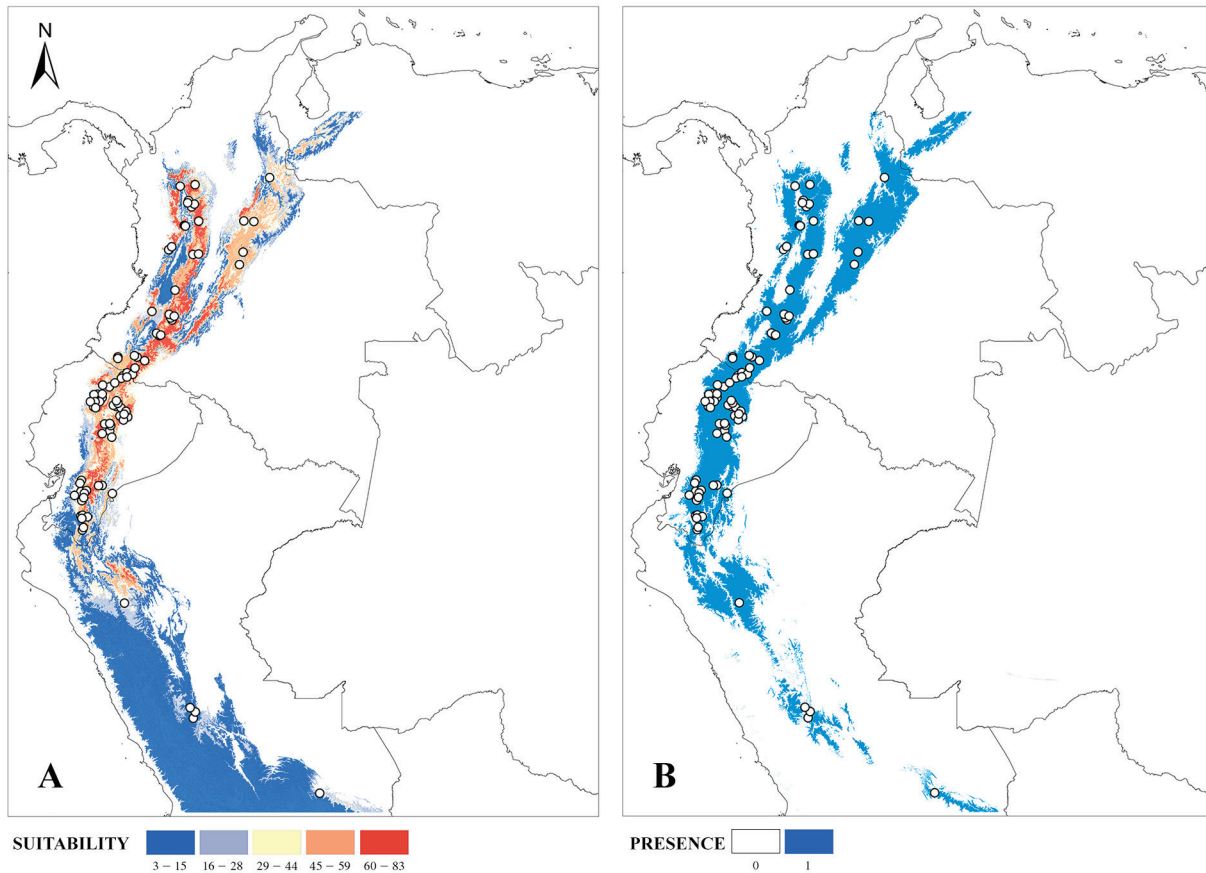 N
A
B
SUITABILITY
3 – 15 16 – 28 29 – 44 45 – 59 60 – 83
PRESENCE
0 1